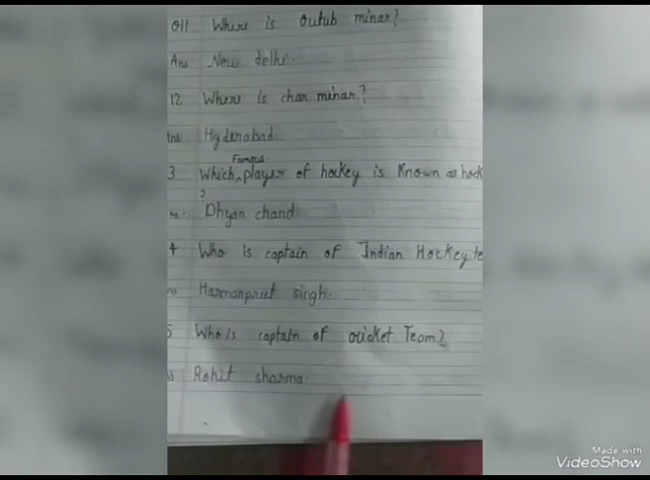 Q11 Where is Qutub minar?
Ans New delhi.
12 Where is char minar?
Ans Hyderabad
Famous
3 Which, player of hockey is Known as hock
?
Ans. Dhyan chand
4 Who is captain of Indian Hockey te
ns Harmanpreet singh.
5 Who is captain of cricket Team?
s Rohit sharma.
Made with
VideoShow